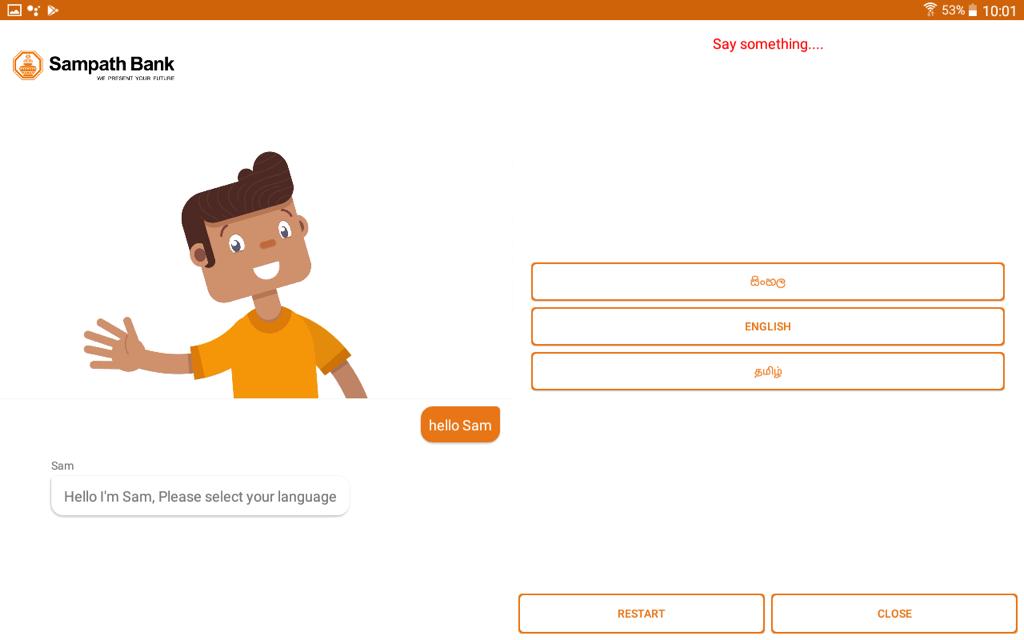 53% 10:01
Sampath Bank
WE PRESENT YOUR FUTURE
Say something....
සිංහල
ENGLISH
தமிழ்
hello Sam
Sam
Hello I'm Sam, Please select your language
RESTART CLOSE